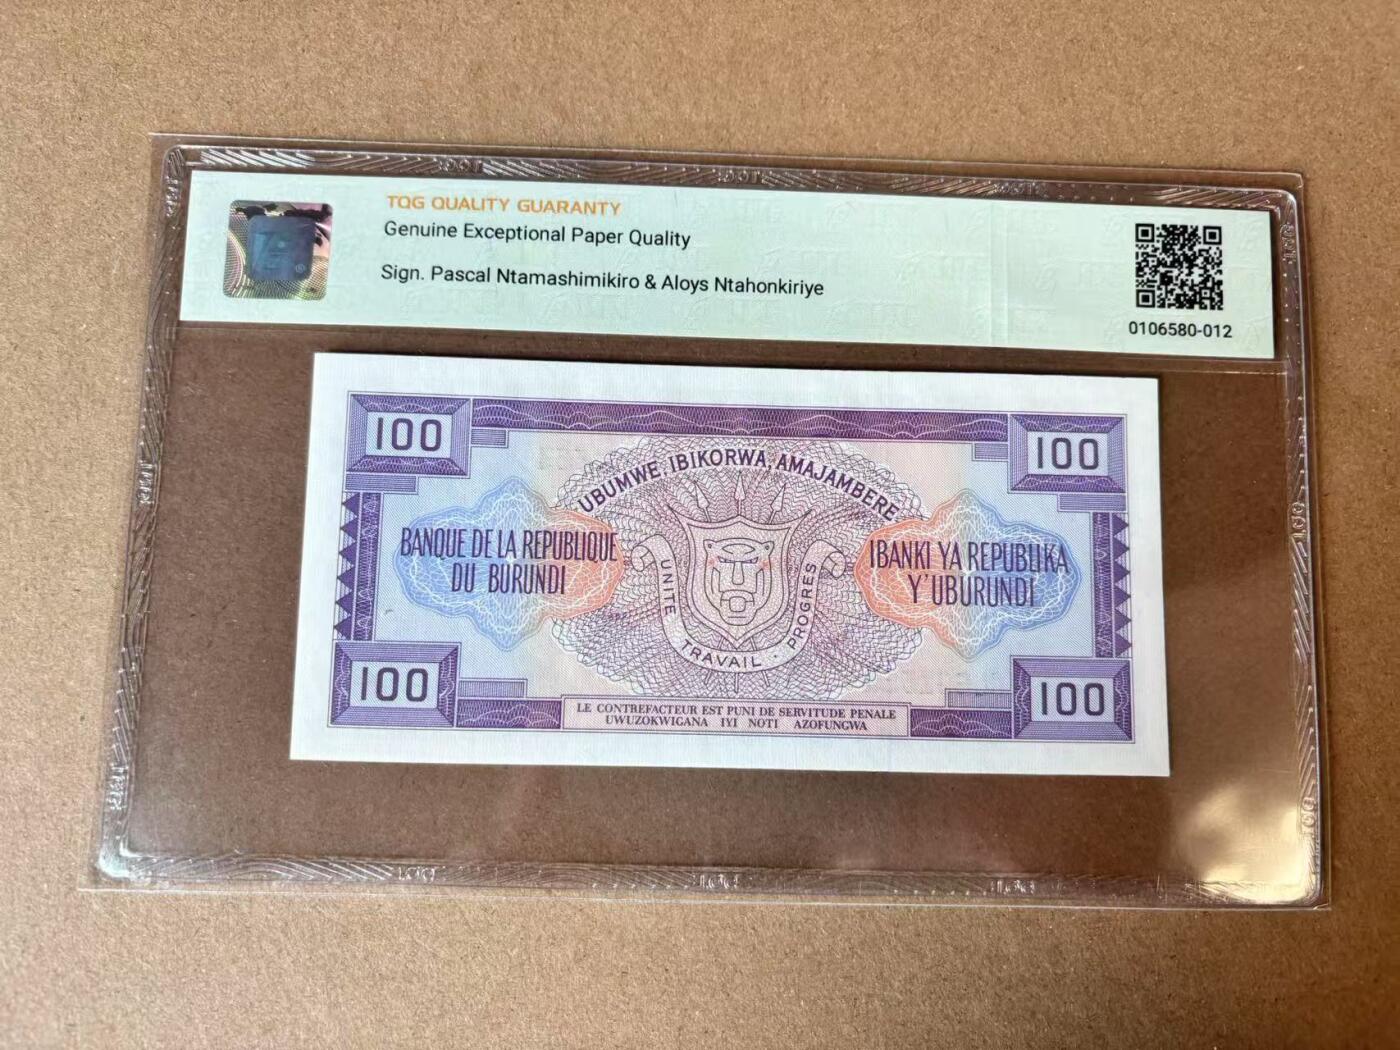 TQG QUALITY GUARANTY
Genuine Exceptional Paper Quality
Sign. Pascal Ntamashimikiro & Aloys Ntahonkiriye
0106580-012
100
100
UBUMWE, IBIKORWA, AMAJAMBERE
BANQUE DE LA REPUBLIQUE
DU BURUNDI
IBANKI YA REPUBLIKA
Y'UBURUNDI
UNITE TRAVAIL · PROGRES
100
100
LE CONTREFACTEUR EST PUNI DE SERVITUDE PENALE
UWUZOKWIGANA IYI NOTI AZOFUNGWA